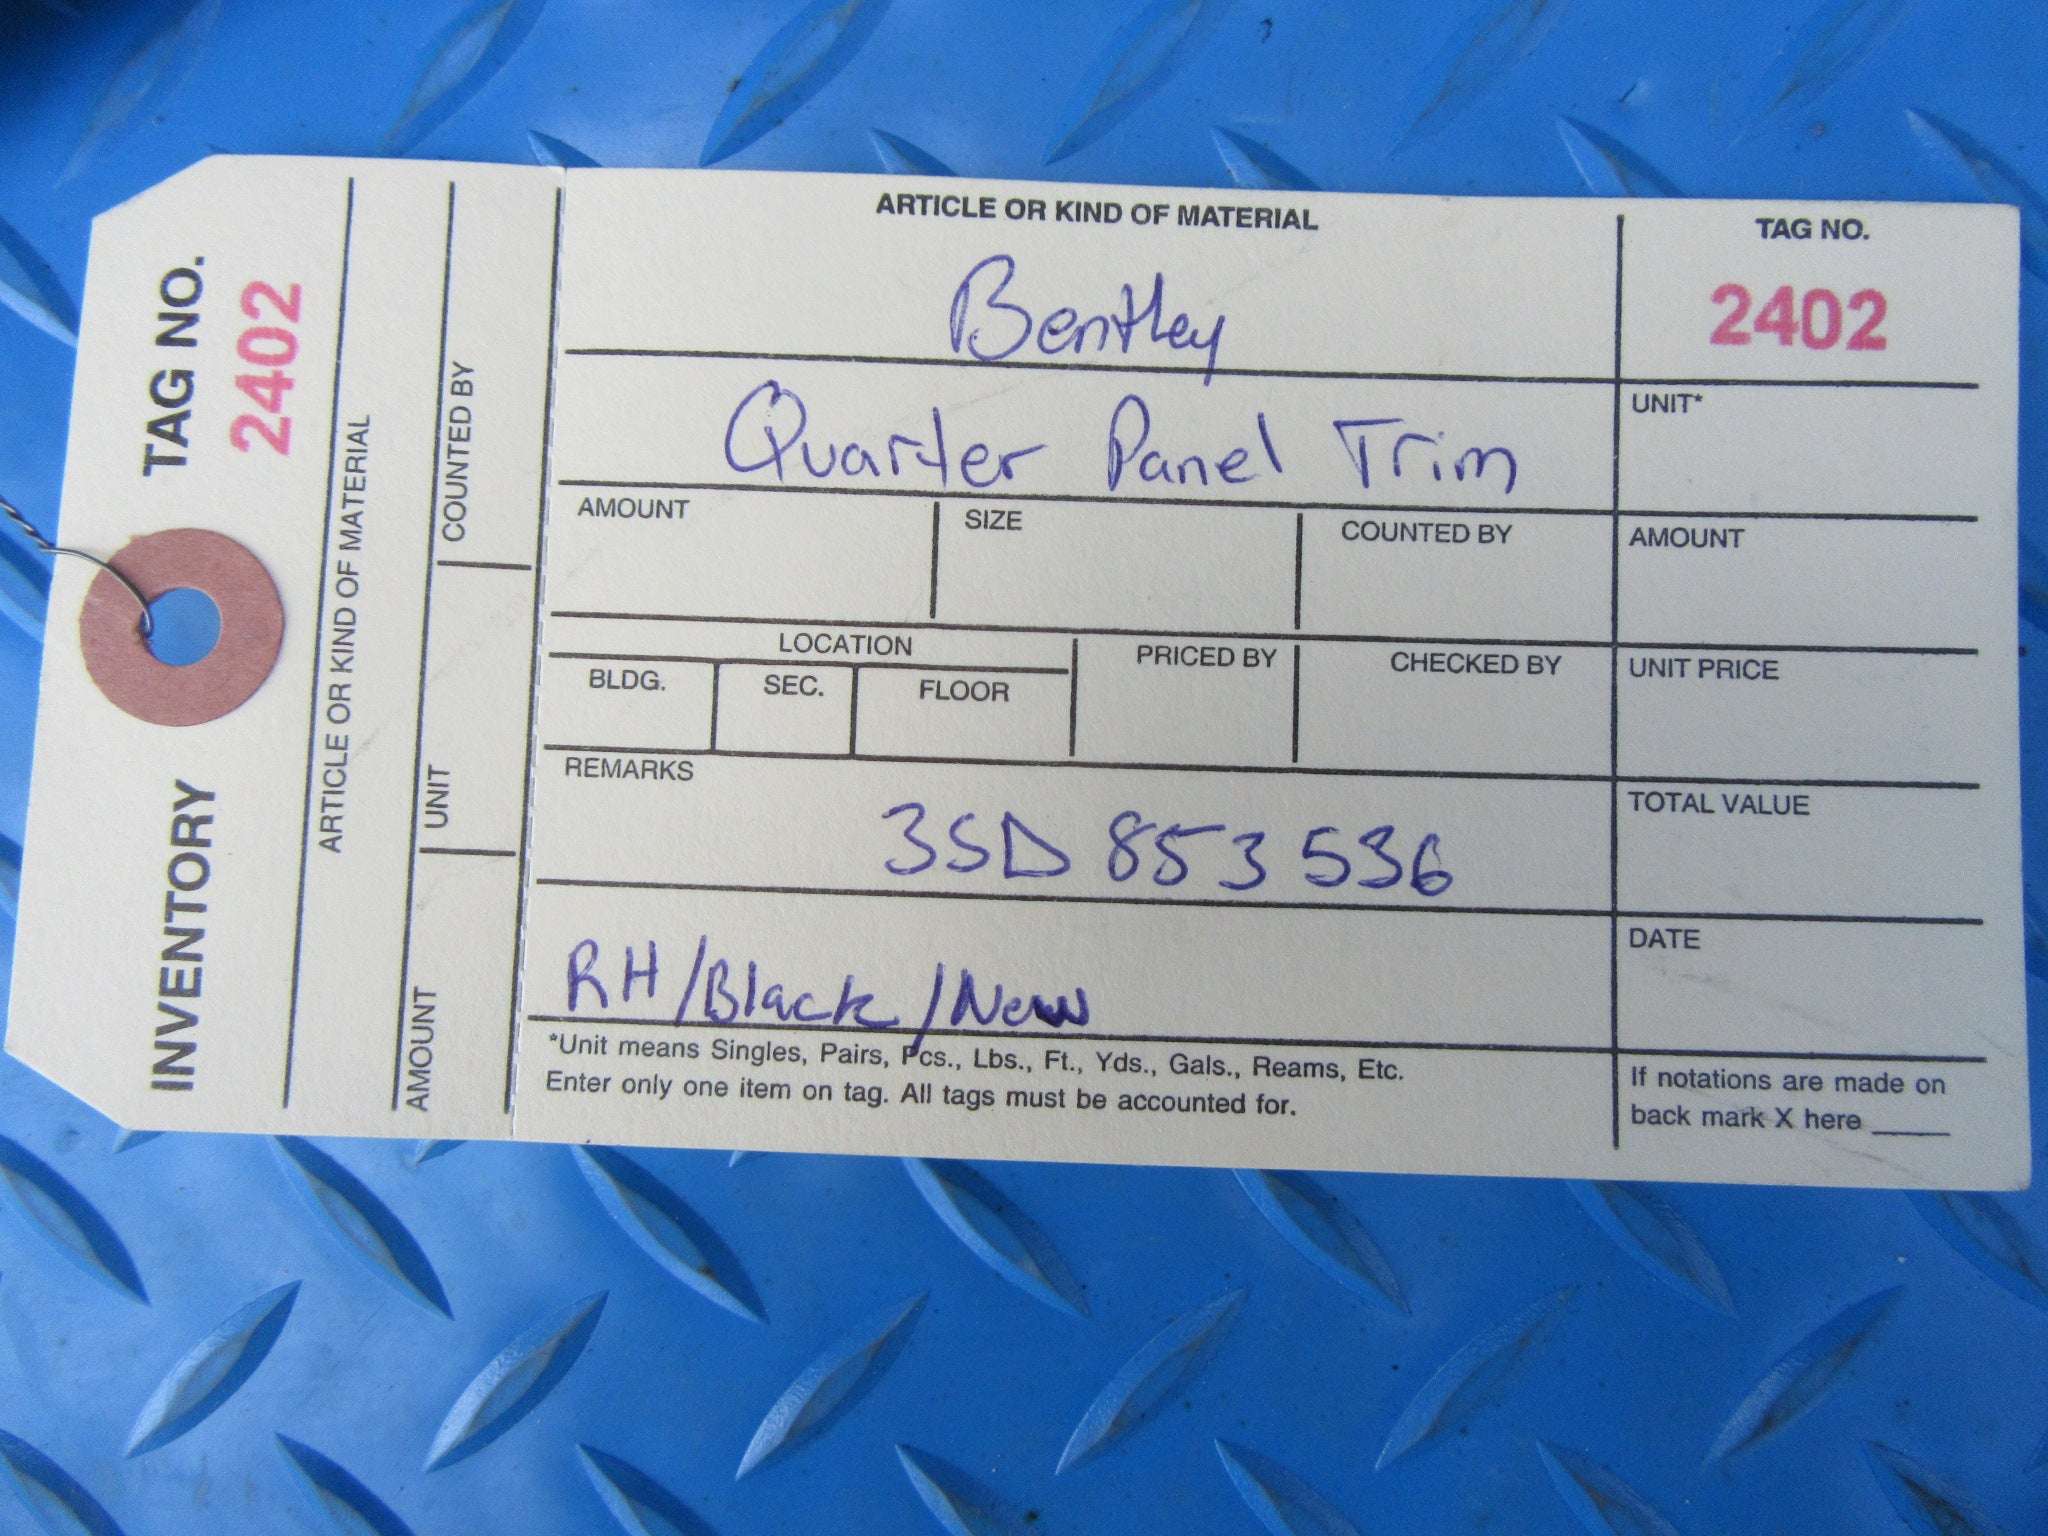 INVENTORY TAG NO.
2402
ARTICLE OR KIND OF MATERIAL
AMOUNT UNIT COUNTED BY
ARTICLE OR KIND OF MATERIAL
Bentley
Quarter Panel Trim
TAG NO.
2402
UNIT*
AMOUNT SIZE COUNTED BY AMOUNT
LOCATION PRICED BY CHECKED BY UNIT PRICE
BLDG. SEC. FLOOR
REMARKS TOTAL VALUE
3SD 853 536
DATE
RH/Black/New
*Unit means Singles, Pairs, Pcs., Lbs., Ft., Yds., Gals., Reams, Etc.
Enter only one item on tag. All tags must be accounted for.
If notations are made on
back mark X here _____